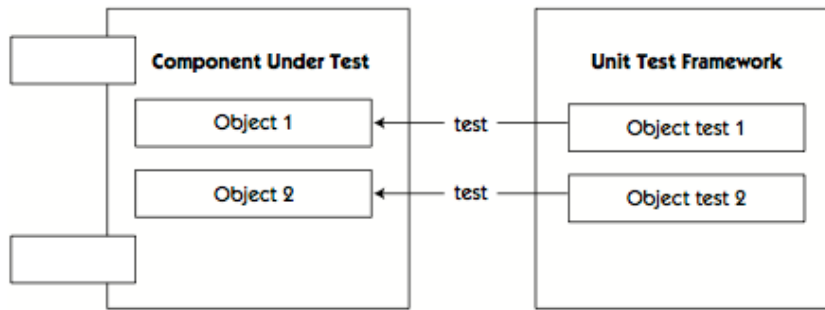 Component Under Test
Unit Test Framework
Object 1
test
Object test 1
Object 2
test
Object test 2